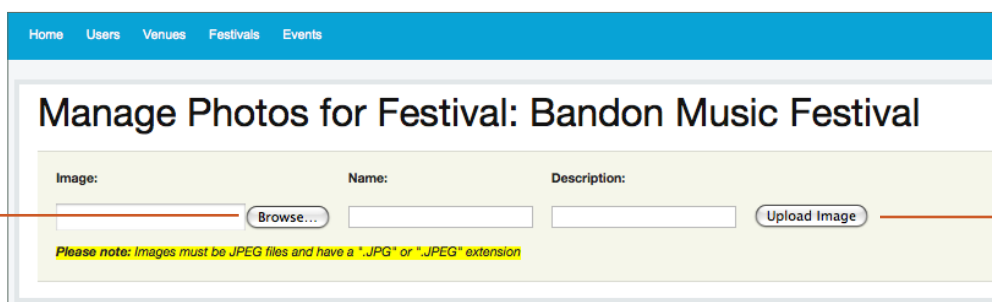 Home Users Venues Festivals Events
Manage Photos for Festival: Bandon Music Festival
Image: Name: Description:
Browse... Upload Image
Please note: Images must be JPEG files and have a ".JPG" or ".JPEG" extension